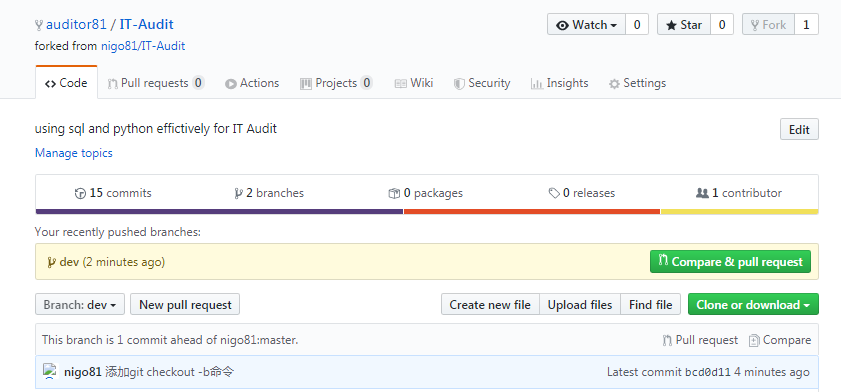 auditor81 / IT-Audit Watch 0 Star 0 Fork 1
forked from nigo81/IT-Audit
Code Pull requests 0 Actions Projects 0 Wiki Security Insights Settings
using sql and python effictively for IT Audit Edit
Manage topics
15 commits 2 branches 0 packages 0 releases 1 contributor
Your recently pushed branches:
dev (2 minutes ago) Compare & pull request
Branch: dev New pull request Create new file Upload files Find file Clone or download
This branch is 1 commit ahead of nigo81:master. Pull request Compare
nigo81 添加git checkout -b命令 Latest commit bcd0d11 4 minutes ago